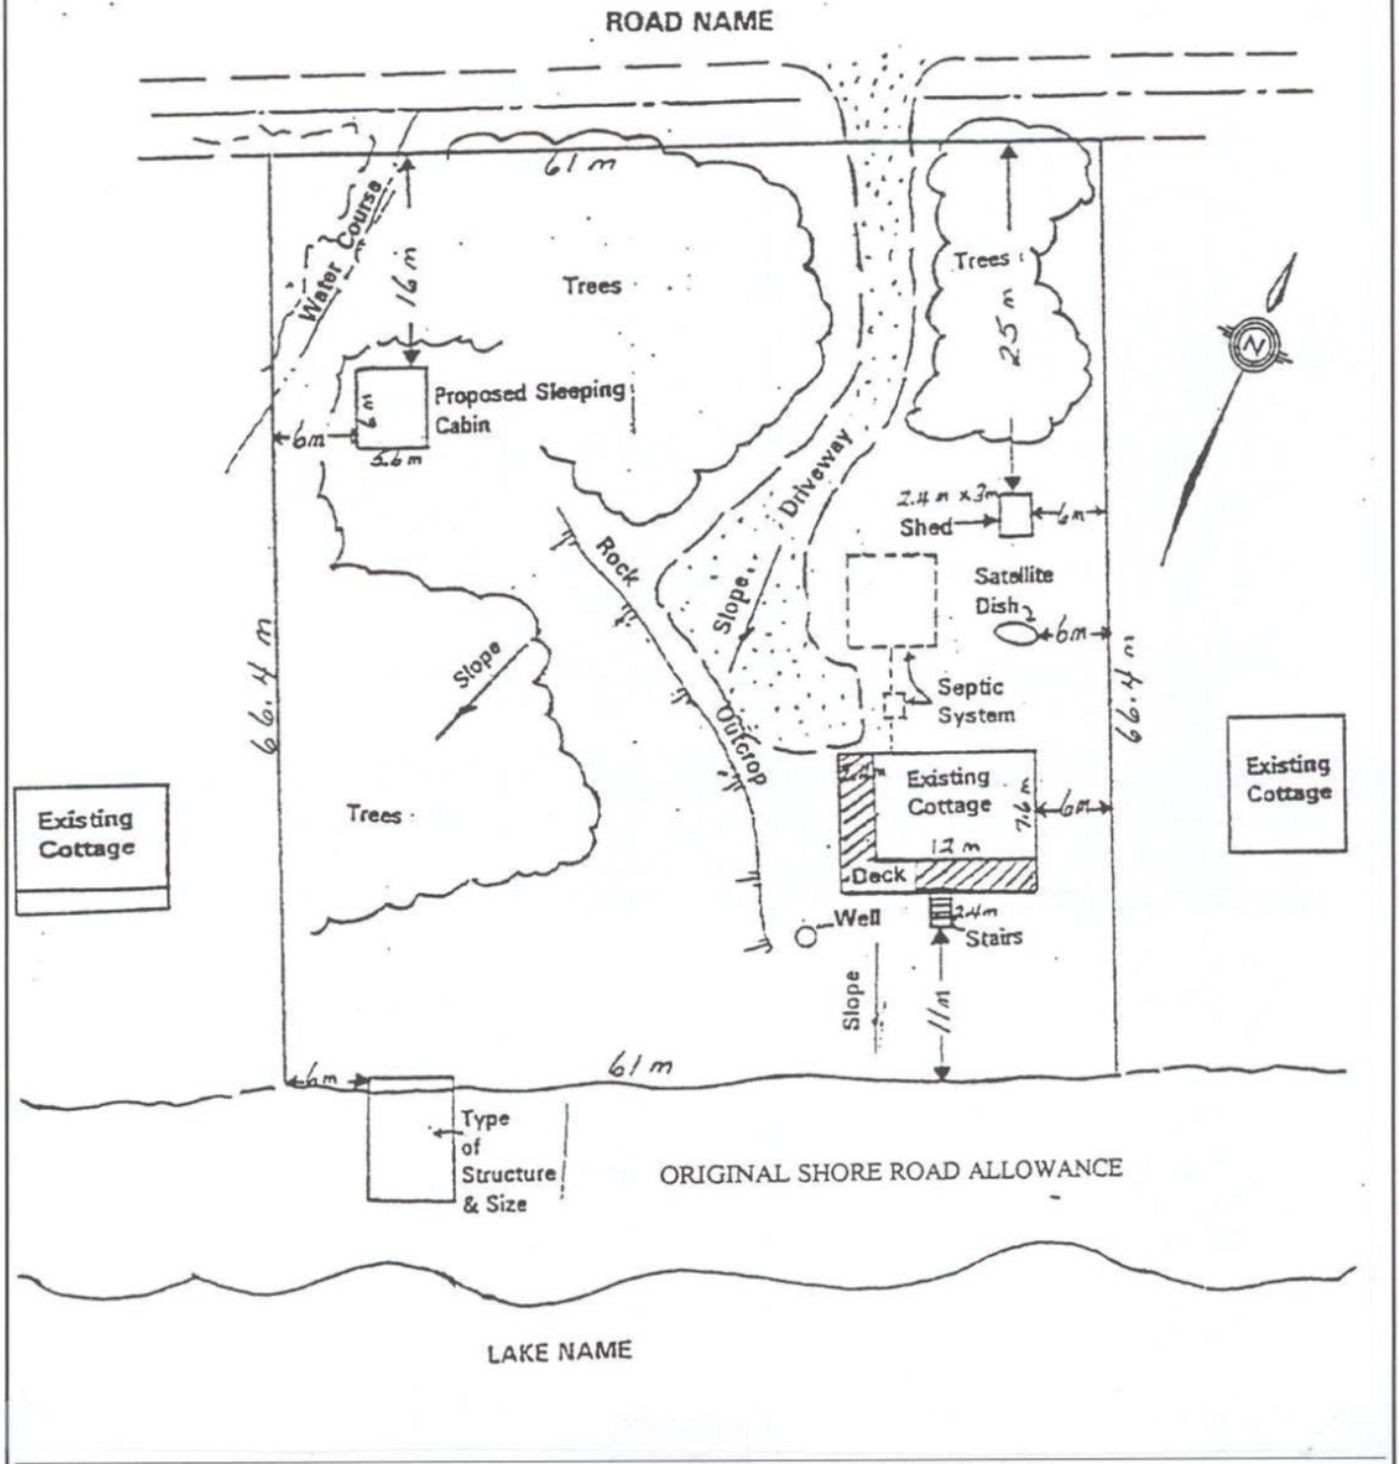 ROAD NAME
61 m
Water Course
16 m
Trees
Trees
25 m
N
Proposed Sleeping
Cabin
6 m
6m
5.6 m
Driveway
2.4 m x 3m
Shed
6m
Rock
Outcrop
Slope
Satellite
Dish
6m
Slope
66.4 m
66.4 m
Septic
System
Existing
Cottage
Existing
Cottage
7.6 m
6m
12 m
Deck
Existing
Cottage
Trees
Well
2.4m
Stairs
Slope
11m
6m
61 m
Type
of
Structure
& Size
ORIGINAL SHORE ROAD ALLOWANCE
LAKE NAME